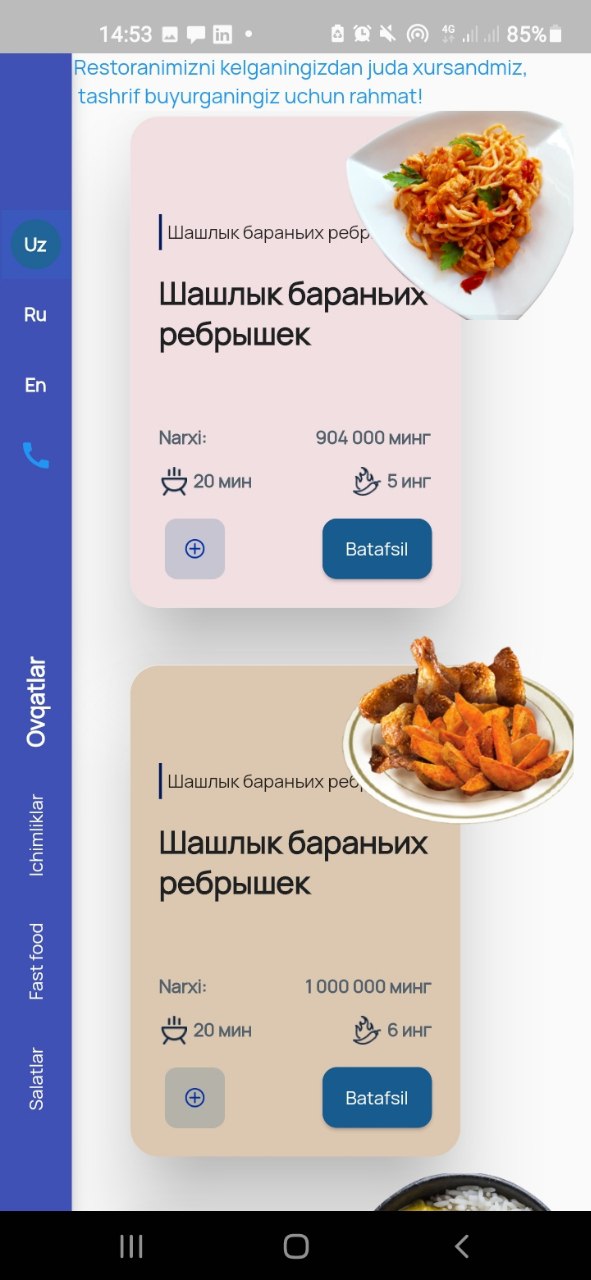 14:53
4G
85%
Restoranimizni kelganingizdan juda xursandmiz,
tashrif buyurganingiz uchun rahmat!
Uz
Ru
En
Ovqatlar
Ichimliklar
Fast food
Salatlar
Шашлык бараньих ребр
Шашлык бараньих
ребрышек
Narxi: 904 000 минг
20 мин 5 инг
Batafsil
Шашлык бараньих реб
Шашлык бараньих
ребрышек
Narxi: 1 000 000 минг
20 мин 6 инг
Batafsil